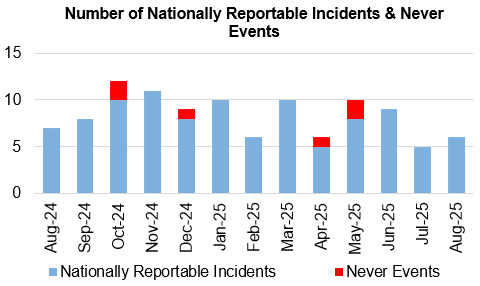 Number of Nationally Reportable Incidents & Never
Events
15
10
5
0
Aug-24
Sep-24
Oct-24
Nov-24
Dec-24
Jan-25
Feb-25
Mar-25
Apr-25
May-25
Jun-25
Jul-25
Aug-25
Nationally Reportable Incidents
Never Events